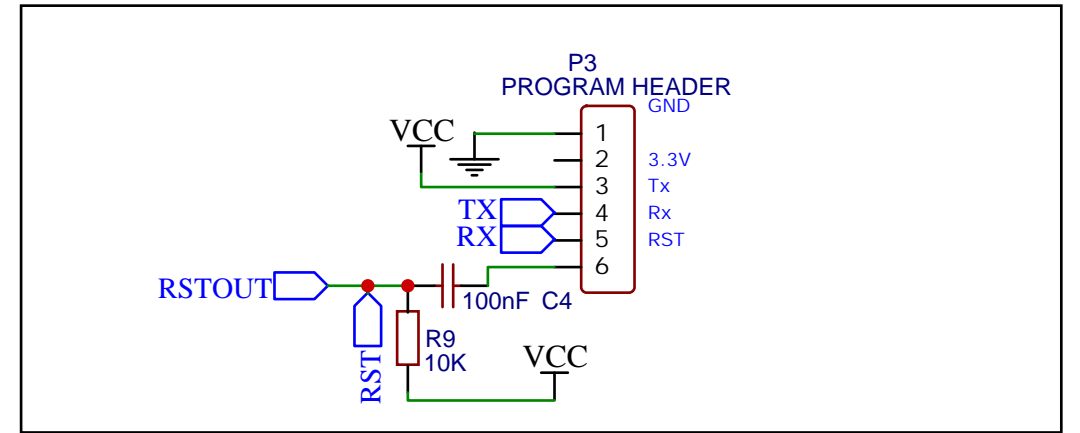 P3
PROGRAM HEADER
GND
VCC
1
2
3.3V
3
Tx
TX
4
Rx
RX
5
RST
6
RSTOUT
100nF C4
RST
R9
10K
VCC